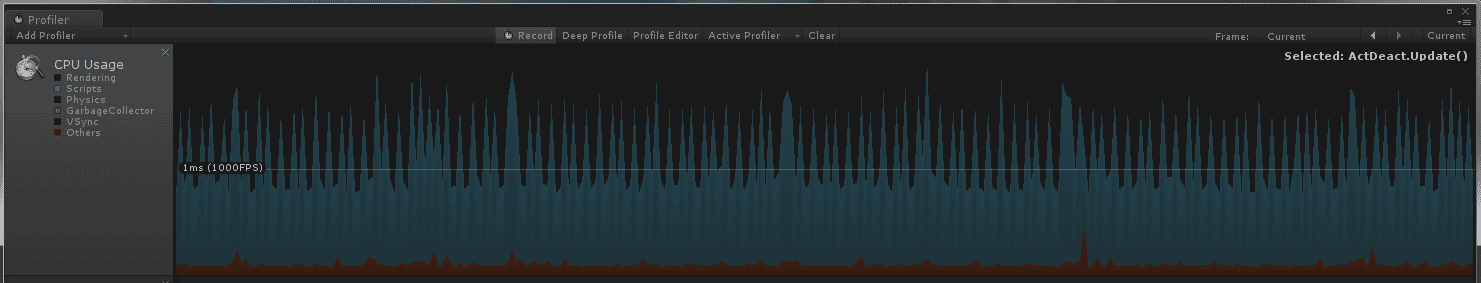 Profiler
Add Profiler
Record Deep Profile Profile Editor Active Profiler Clear
Frame: Current
Current
CPU Usage
Rendering
Scripts
Physics
GarbageCollector
VSync
Others
Selected: ActDeact.Update()
1ms (1000FPS)